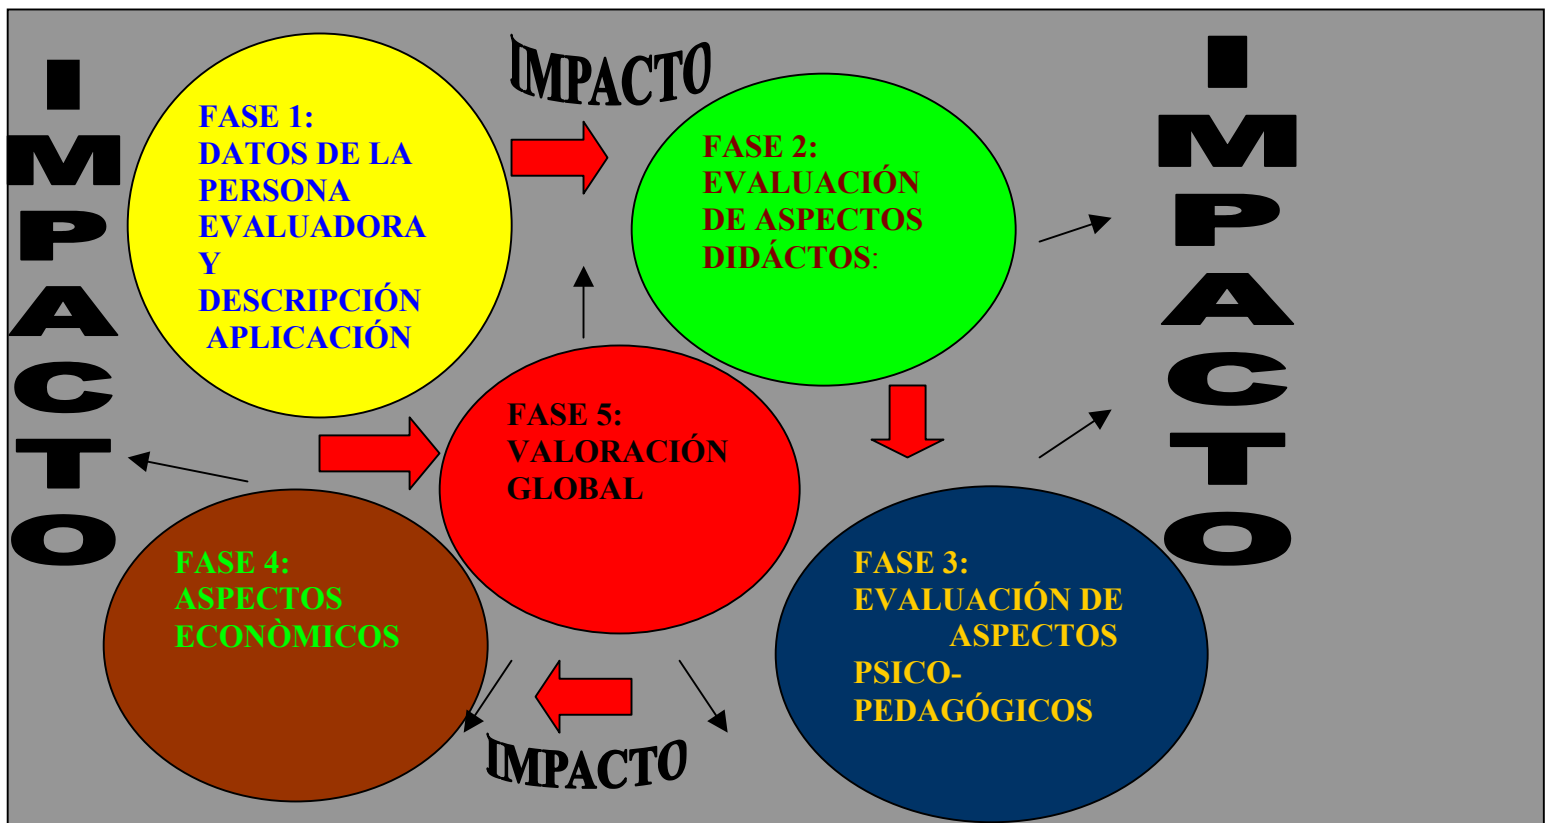 IMPACTO
FASE 1:
DATOS DE LA
PERSONA
EVALUADORA
Y
DESCRIPCIÓN
APLICACIÓN
IMPACTO
FASE 2:
EVALUACIÓN
DE ASPECTOS
DIDÁCTOS:
IMPACTO
FASE 5:
VALORACIÓN
GLOBAL
FASE 4:
ASPECTOS
ECONÒMICOS
FASE 3:
EVALUACIÓN DE
ASPECTOS
PSICO-
PEDAGÓGICOS
IMPACTO